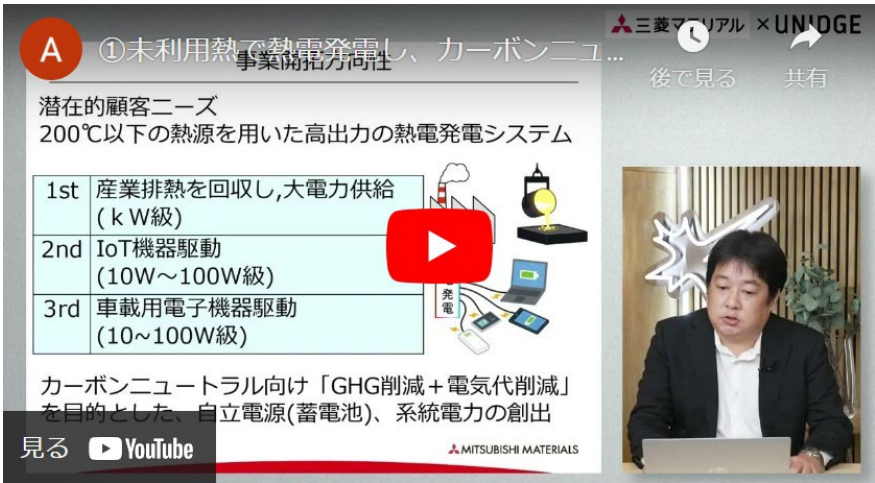 A ①未利用熱で熱電発電し、カーボンニュ...
三菱マテリアル × UNIDGE
後で見る 共有
事業開拓方向性
潜在的顧客ニーズ
200℃以下の熱源を用いた高出力の熱電発電システム
1st 産業排熱を回収し,大電力供給
(kW級)
2nd IoT機器駆動
(10W～100W級)
3rd 車載用電子機器駆動
(10~100W級)
発電
カーボンニュートラル向け「GHG削減＋電気代削減」
を目的とした、自立電源(蓄電池)、系統電力の創出
見る YouTube
MITSUBISHI MATERIALS